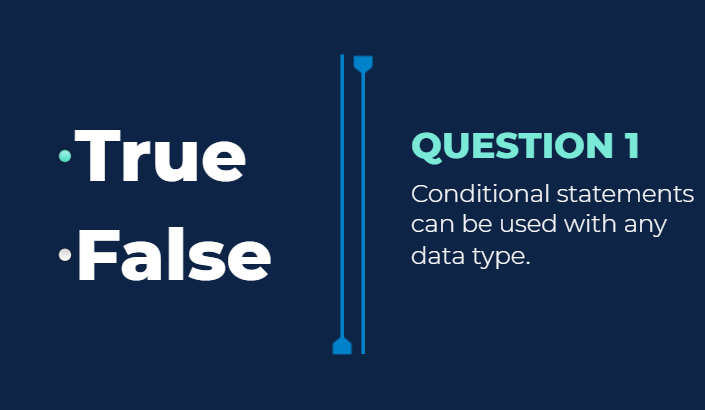 ·True
·False
QUESTION 1
Conditional statements
can be used with any
data type.